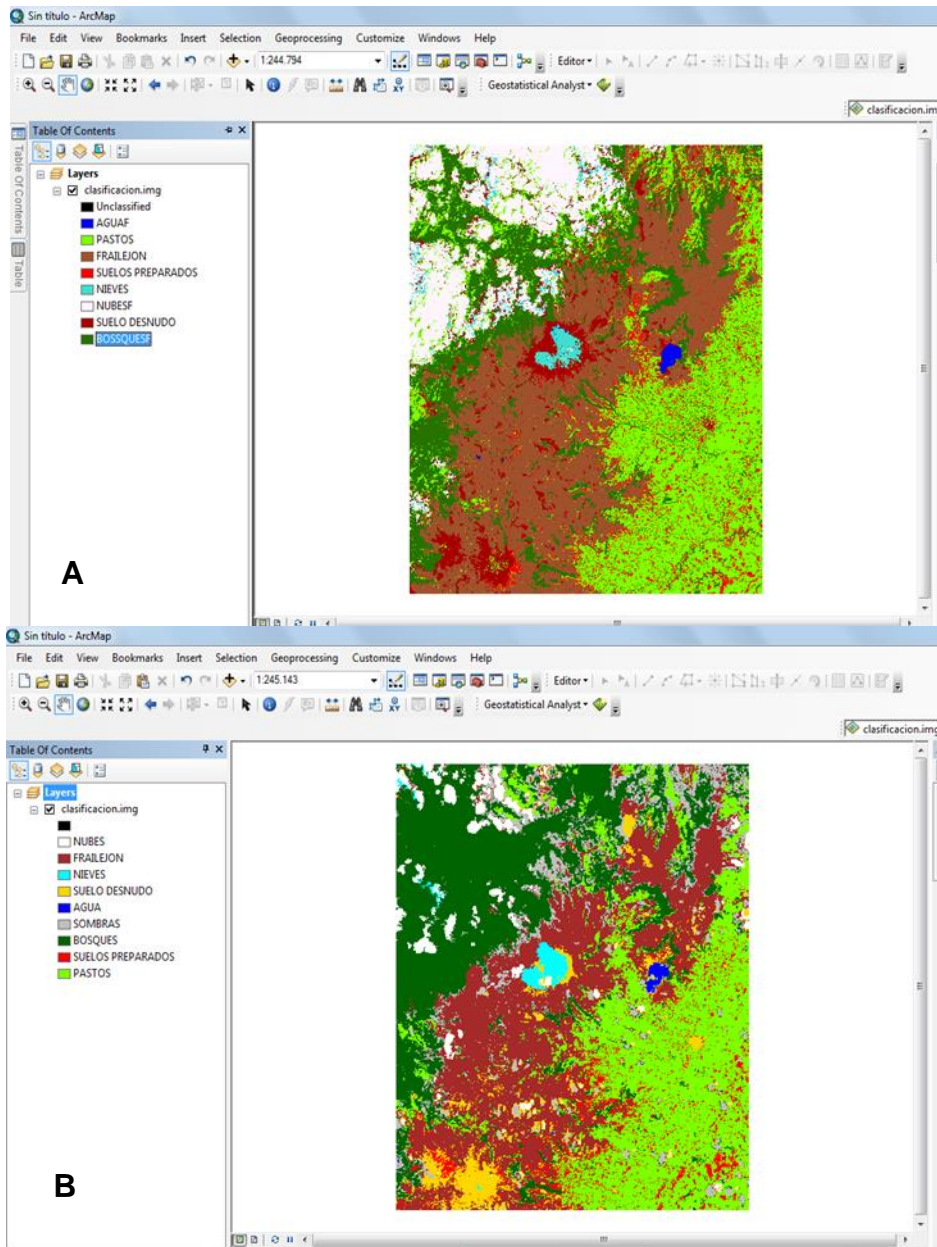 Sin título - ArcMap
File Edit View Bookmarks Insert Selection Geoprocessing Customize Windows Help
1:244.794 Editor
Geostatistical Analyst
clasificacion.im
Table Of Contents
Table Of Contents
Table
Layers
clasificacion.img
Unclassified
AGUAF
PASTOS
FRAILEJON
SUELOS PREPARADOS
NIEVES
NUBESF
SUELO DESNUDO
BOSSQUESF
A
Sin título - ArcMap
File Edit View Bookmarks Insert Selection Geoprocessing Customize Windows Help
1:245.143 Editor
Geostatistical Analyst
clasificacion.img
Table Of Contents
Layers
clasificacion.img
NUBES
FRAILEJON
NIEVES
SUELO DESNUDO
AGUA
SOMBRAS
BOSQUES
SUELOS PREPARADOS
PASTOS
B